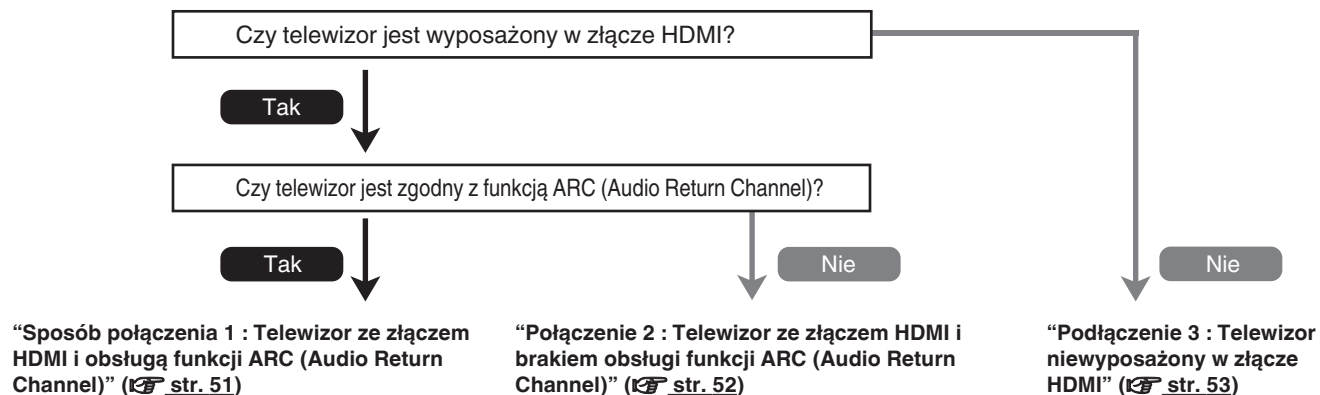 Czy telewizor jest wyposażony w złącze HDMI?
Tak
Czy telewizor jest zgodny z funkcją ARC (Audio Return Channel)?
Tak
Nie
Nie
“Sposób połączenia 1 : Telewizor ze złączem
HDMI i obsługą funkcji ARC (Audio Return
Channel)” (☞ str. 51)
“Połączenie 2 : Telewizor ze złączem HDMI i
brakiem obsługi funkcji ARC (Audio Return
Channel)” (☞ str. 52)
“Podłączenie 3 : Telewizor
niewyposażony w złącze
HDMI” (☞ str. 53)